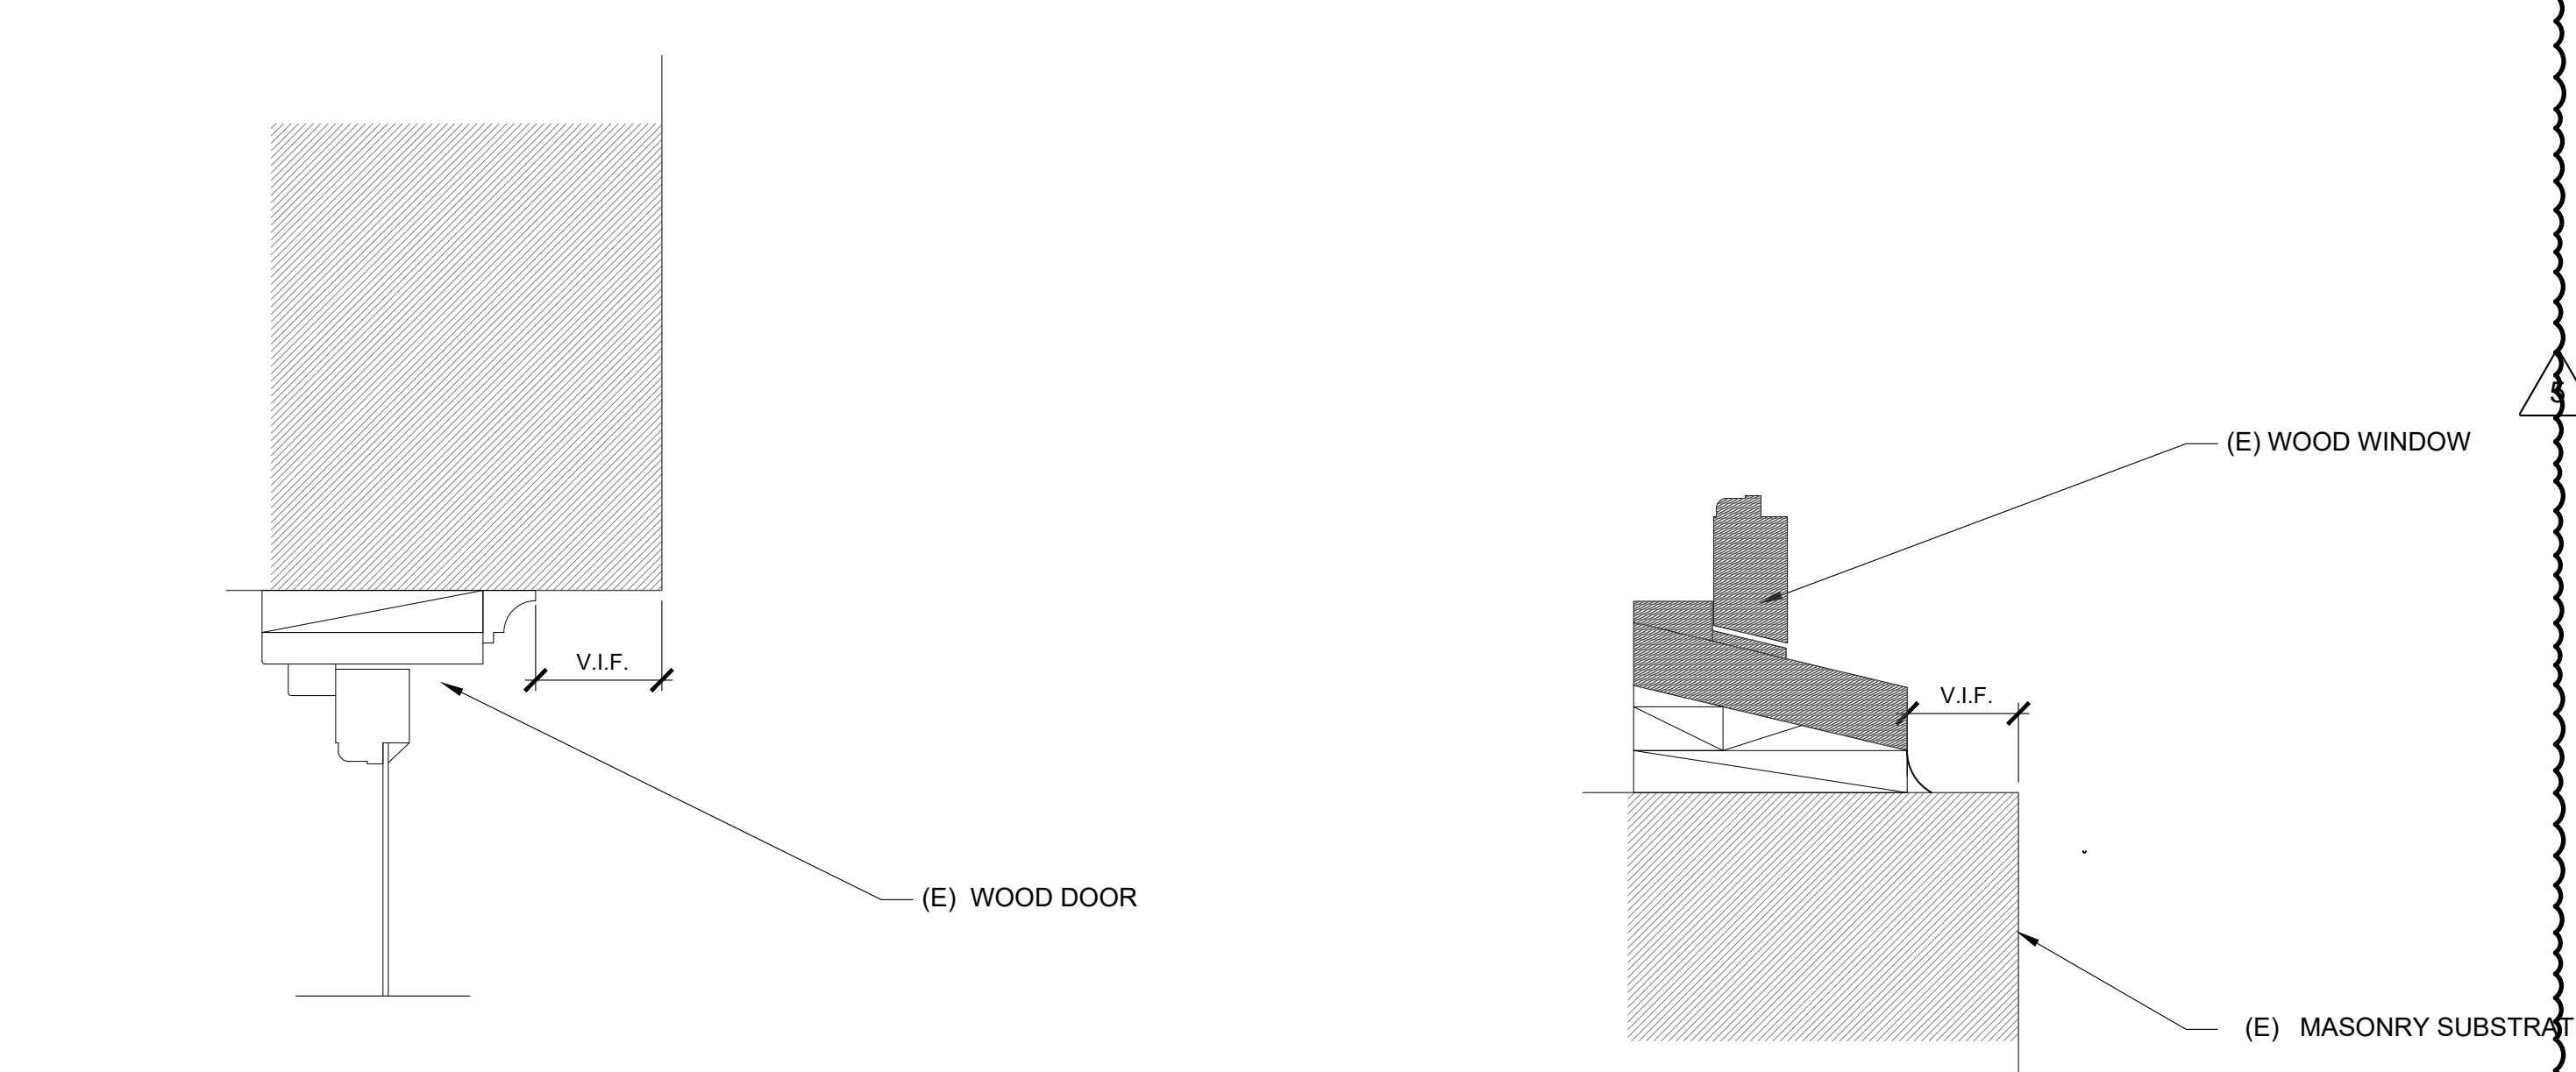 5
(E) WOOD WINDOW
V.I.F.
V.I.F.
(E) WOOD DOOR
(E) MASONRY SUBSTRAT